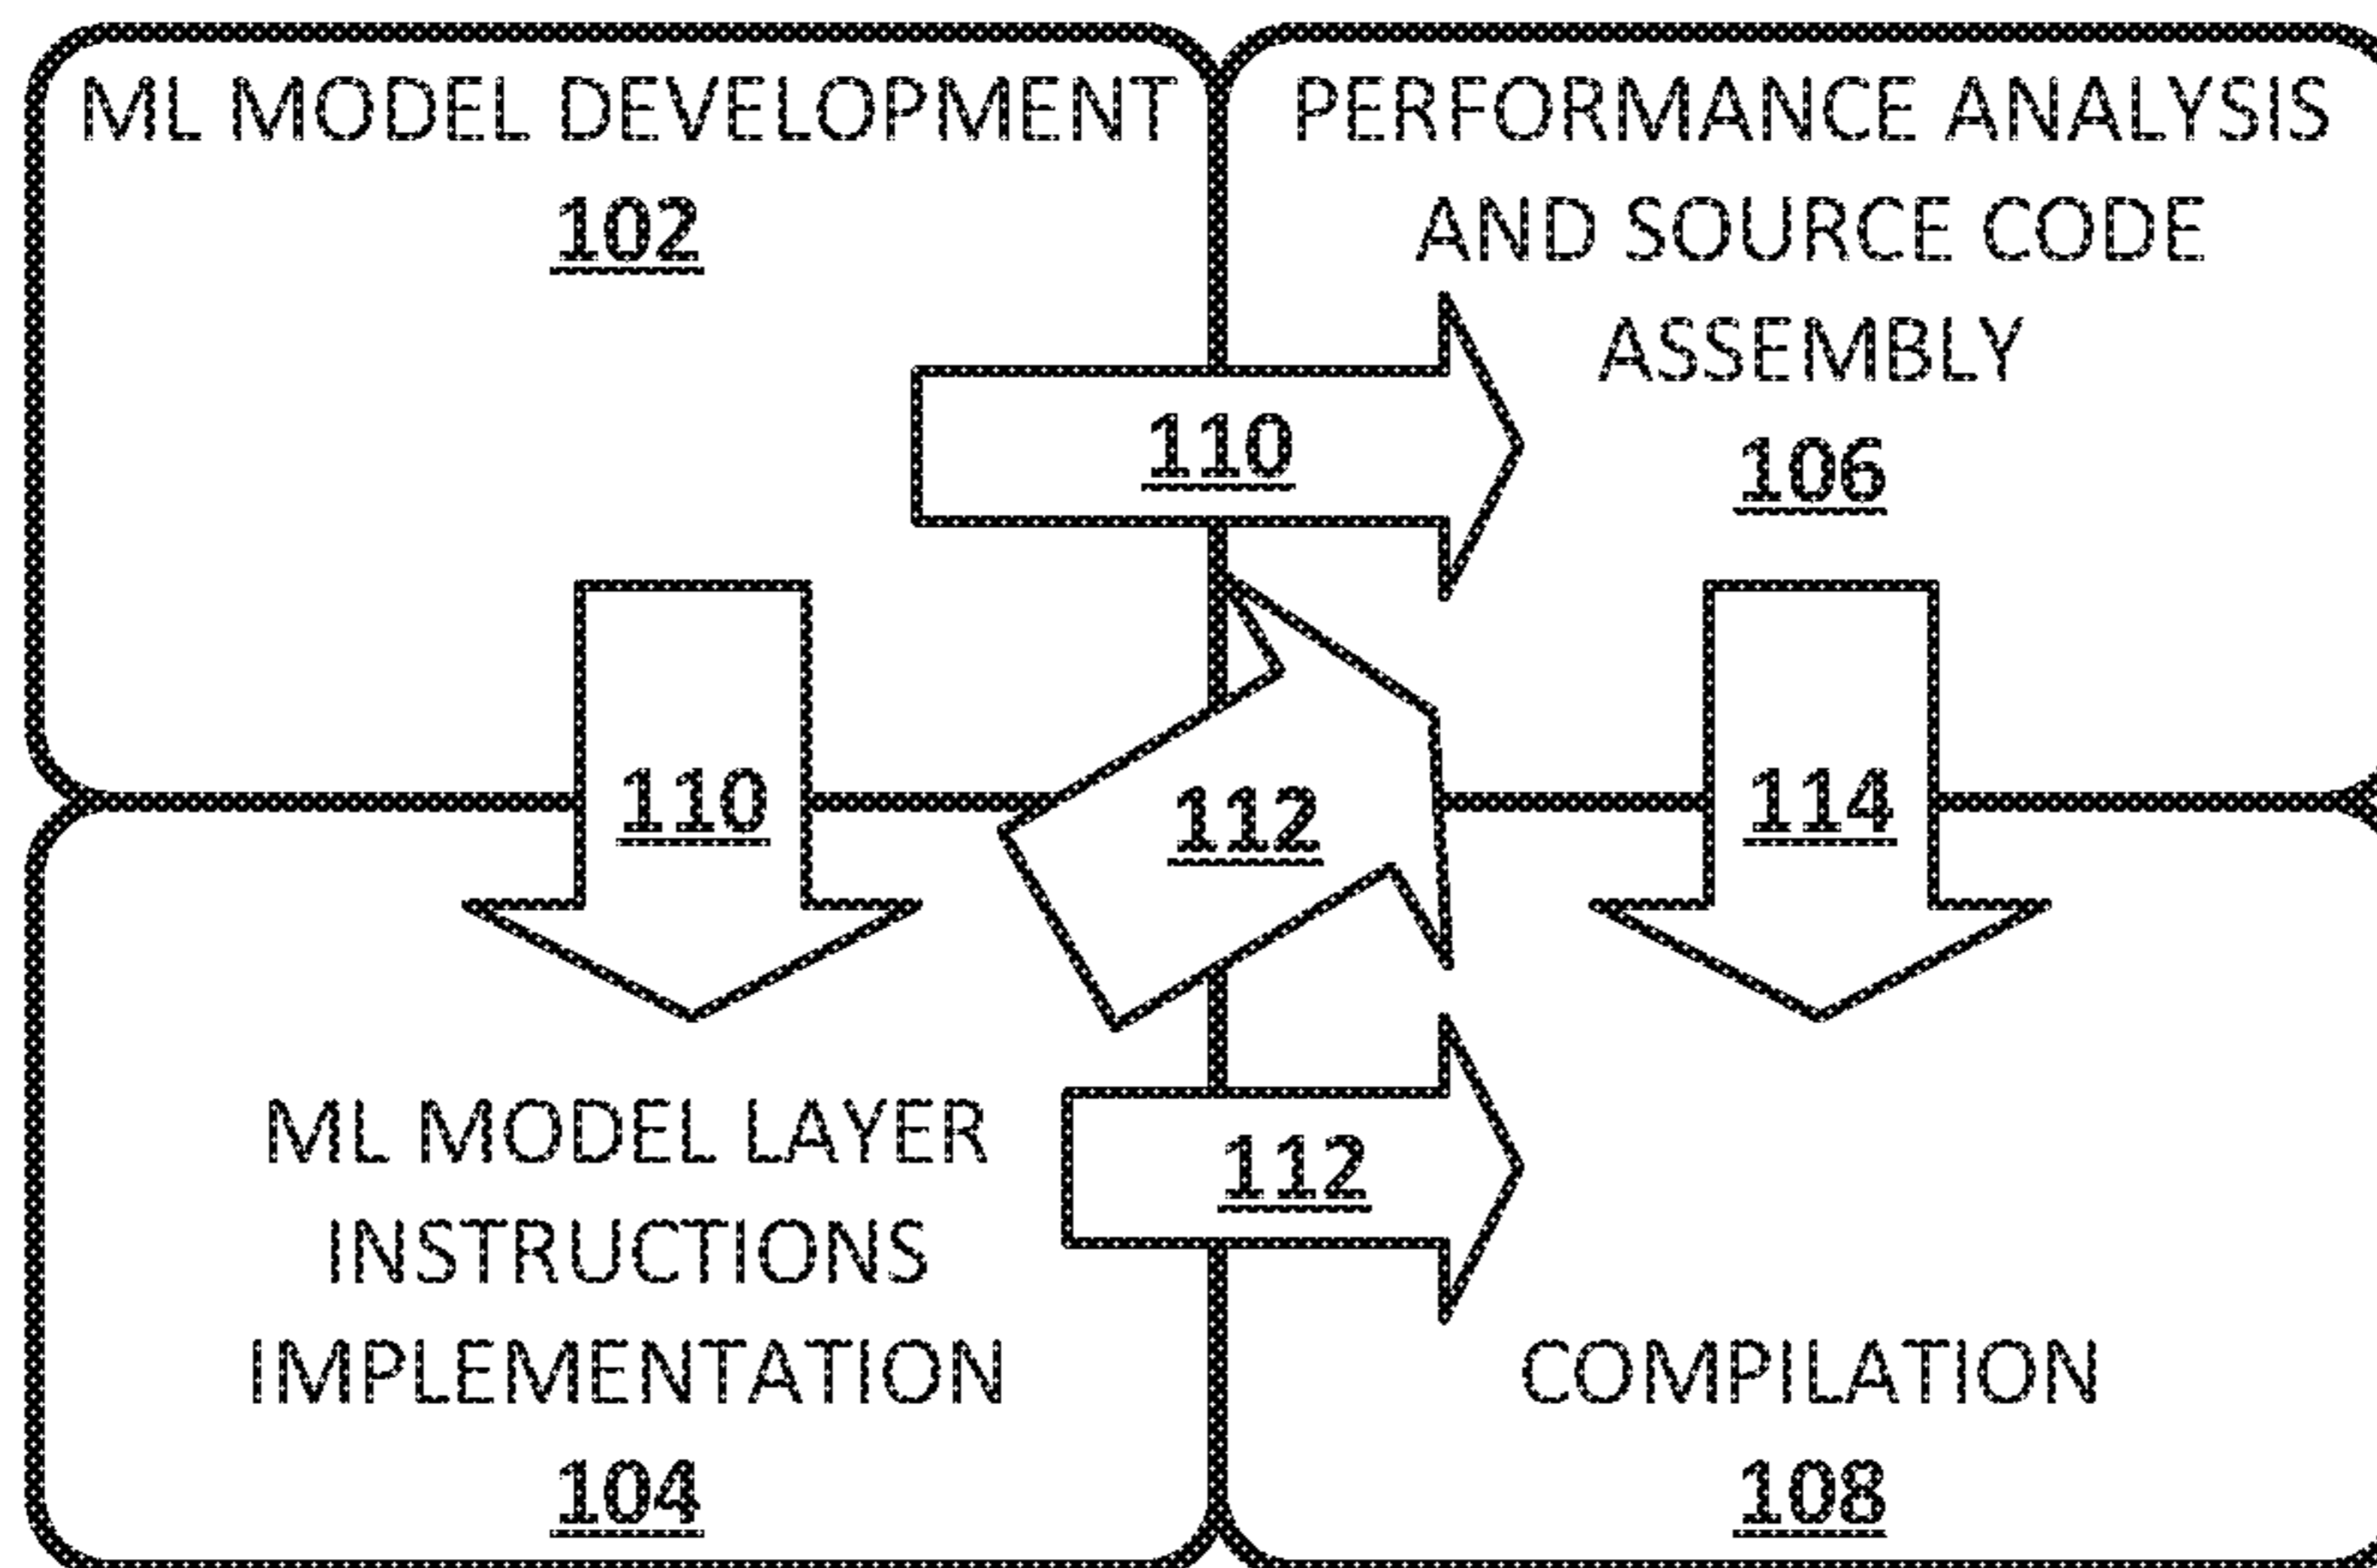 ML MODEL DEVELOPMENT
102
PERFORMANCE ANALYSIS
AND SOURCE CODE
ASSEMBLY
106
110
110
112
114
112
ML MODEL LAYER
INSTRUCTIONS
IMPLEMENTATION
104
COMPILATION
108